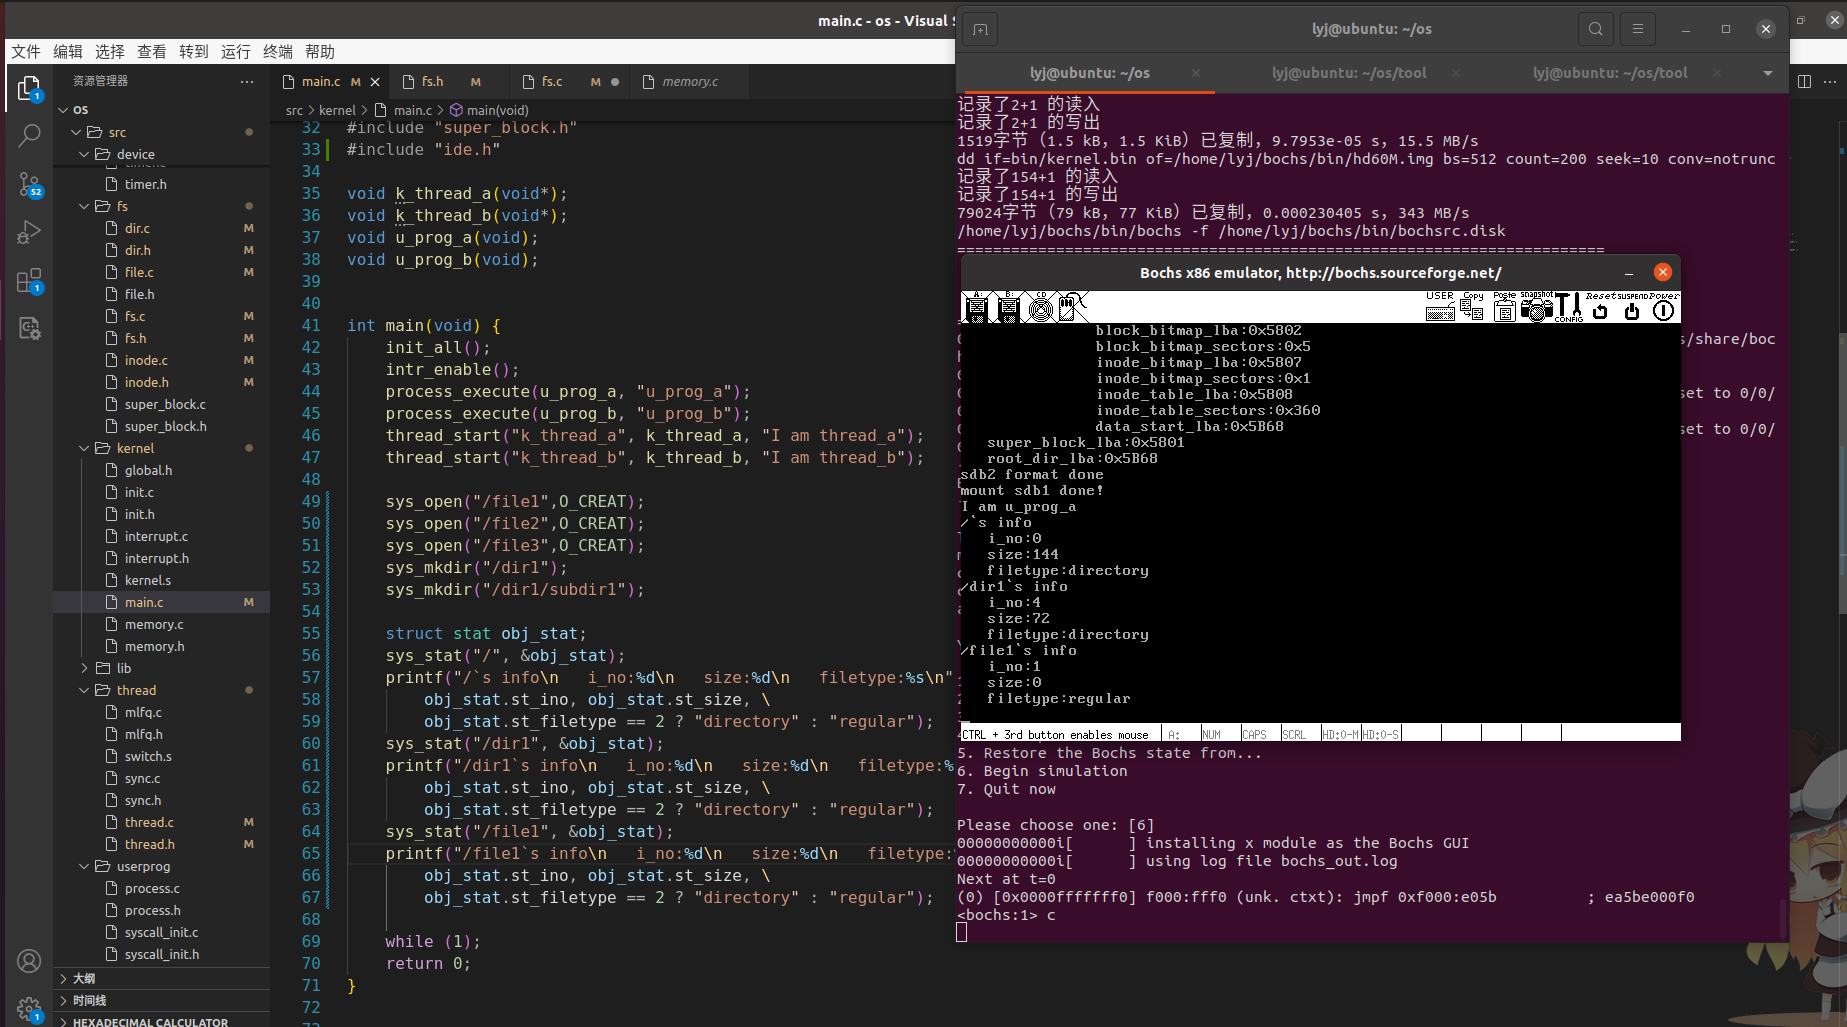 main.c - os - Visual S
文件 编辑 选择 查看 转到 运行 终端 帮助
资源管理器 ...
OS
src
device
timer.h
fs
dir.c M
dir.h M
file.c M
file.h
fs.c M
fs.h M
inode.c M
inode.h M
super_block.c
super_block.h
kernel
global.h
init.c
init.h
interrupt.c
interrupt.h
kernel.s
main.c M
memory.c
memory.h
lib
thread
mlfq.c
mlfq.h
switch.s
sync.c
sync.h
thread.c M
thread.h M
userprog
process.c
process.h
syscall_init.c
syscall_init.h
大纲
时间线
HEXADECIMAL CALCULATOR
1
52
1
1
main.c M × fs.h M fs.c M ● memory.c
src > kernel > main.c > main(void)
32 #include "super_block.h"
33 #include "ide.h"
34
35 void k_thread_a(void*);
36 void k_thread_b(void*);
37 void u_prog_a(void);
38 void u_prog_b(void);
39
40
41 int main(void) {
42 init_all();
43 intr_enable();
44 process_execute(u_prog_a, "u_prog_a");
45 process_execute(u_prog_b, "u_prog_b");
46 thread_start("k_thread_a", k_thread_a, "I am thread_a");
47 thread_start("k_thread_b", k_thread_b, "I am thread_b");
48
49 sys_open("/file1",O_CREAT);
50 sys_open("/file2",O_CREAT);
51 sys_open("/file3",O_CREAT);
52 sys_mkdir("/dir1");
53 sys_mkdir("/dir1/subdir1");
54
55 struct stat obj_stat;
56 sys_stat("/", &obj_stat);
57 printf("/`s info\n   i_no:%d\n   size:%d\n   filetype:%s\n"
58 obj_stat.st_ino, obj_stat.st_size, \
59 obj_stat.st_filetype == 2 ? "directory" : "regular");
60 sys_stat("/dir1", &obj_stat);
61 printf("/dir1`s info\n   i_no:%d\n   size:%d\n   filetype:%
62 obj_stat.st_ino, obj_stat.st_size, \
63 obj_stat.st_filetype == 2 ? "directory" : "regular");
64 sys_stat("/file1", &obj_stat);
65 printf("/file1`s info\n   i_no:%d\n   size:%d\n   filetype:
66 obj_stat.st_ino, obj_stat.st_size, \
67 obj_stat.st_filetype == 2 ? "directory" : "regular");
68
69 while (1);
70 return 0;
71 }
72
lyj@ubuntu: ~/os
lyj@ubuntu: ~/os × lyj@ubuntu: ~/os/tool × lyj@ubuntu: ~/os/tool ×
记录了2+1 的读入
记录了2+1 的写出
1519字节 (1.5 kB, 1.5 KiB) 已复制, 9.7953e-05 s, 15.5 MB/s
dd if=bin/kernel.bin of=/home/lyj/bochs/bin/hd60M.img bs=512 count=200 seek=10 conv=notrunc
记录了154+1 的读入
记录了154+1 的写出
79024字节 (79 kB, 77 KiB) 已复制, 0.000230405 s, 343 MB/s
/home/lyj/bochs/bin/bochs -f /home/lyj/bochs/bin/bochsrc.disk
========================================================================
s/share/boc
set to 0/0/
set to 0/0/
Bochs x86 emulator, http://bochs.sourceforge.net/
A: B: CD USER Copy Paste snapshot CONFIG Reset SUSPEND Power
block_bitmap_lba:0x5802
block_bitmap_sectors:0x5
inode_bitmap_lba:0x5807
inode_bitmap_sectors:0x1
inode_table_lba:0x5808
inode_table_sectors:0x360
data_start_lba:0x5B68
super_block_lba:0x5801
root_dir_lba:0x5B68
sdb2 format done
mount sdb1 done!
I am u_prog_a
/`s info
i_no:0
size:144
filetype:directory
/dir1`s info
i_no:4
size:72
filetype:directory
/file1`s info
i_no:1
size:0
filetype:regular
CTRL + 3rd button enables mouse A: NUM CAPS SCRL HD:0-M HD:0-S
5. Restore the Bochs state from...
6. Begin simulation
7. Quit now
Please choose one: [6]
00000000000i[      ] installing x module as the Bochs GUI
00000000000i[      ] using log file bochs_out.log
Next at t=0
(0) [0x0000fffffff0] f000:fff0 (unk. ctxt): jmpf 0xf000:e05b          ; ea5be000f0
<bochs:1> c